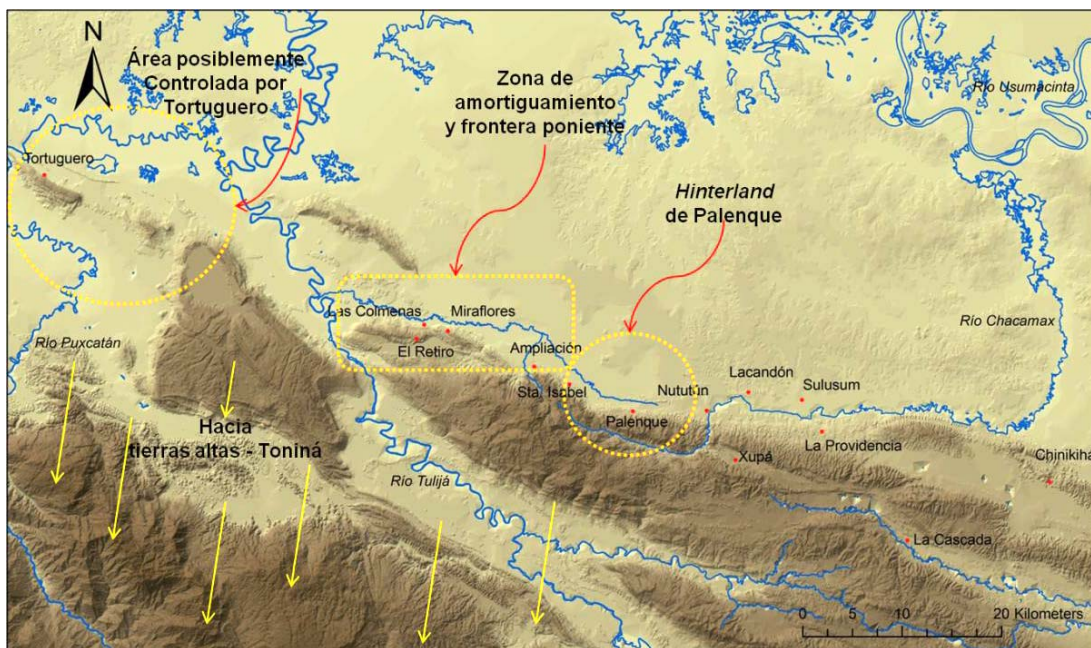 N
Área posiblemente
Controlada por
Tortuguero
Zona de
amortiguamiento
y frontera poniente
Río Usumacinta
Tortuguero
Hinterland
de Palenque
Las Colmenas
Miraflores
El Retiro
Río Chacamax
Río Puxcatán
Ampliación
Sta. Isabel
Nututún
Lacandón
Sulusum
Palenque
La Providencia
Hacia
tierras altas - Toniná
Xupá
Chinikiha
Río Tulijá
La Cascada
0 5 10 20 Kilometers